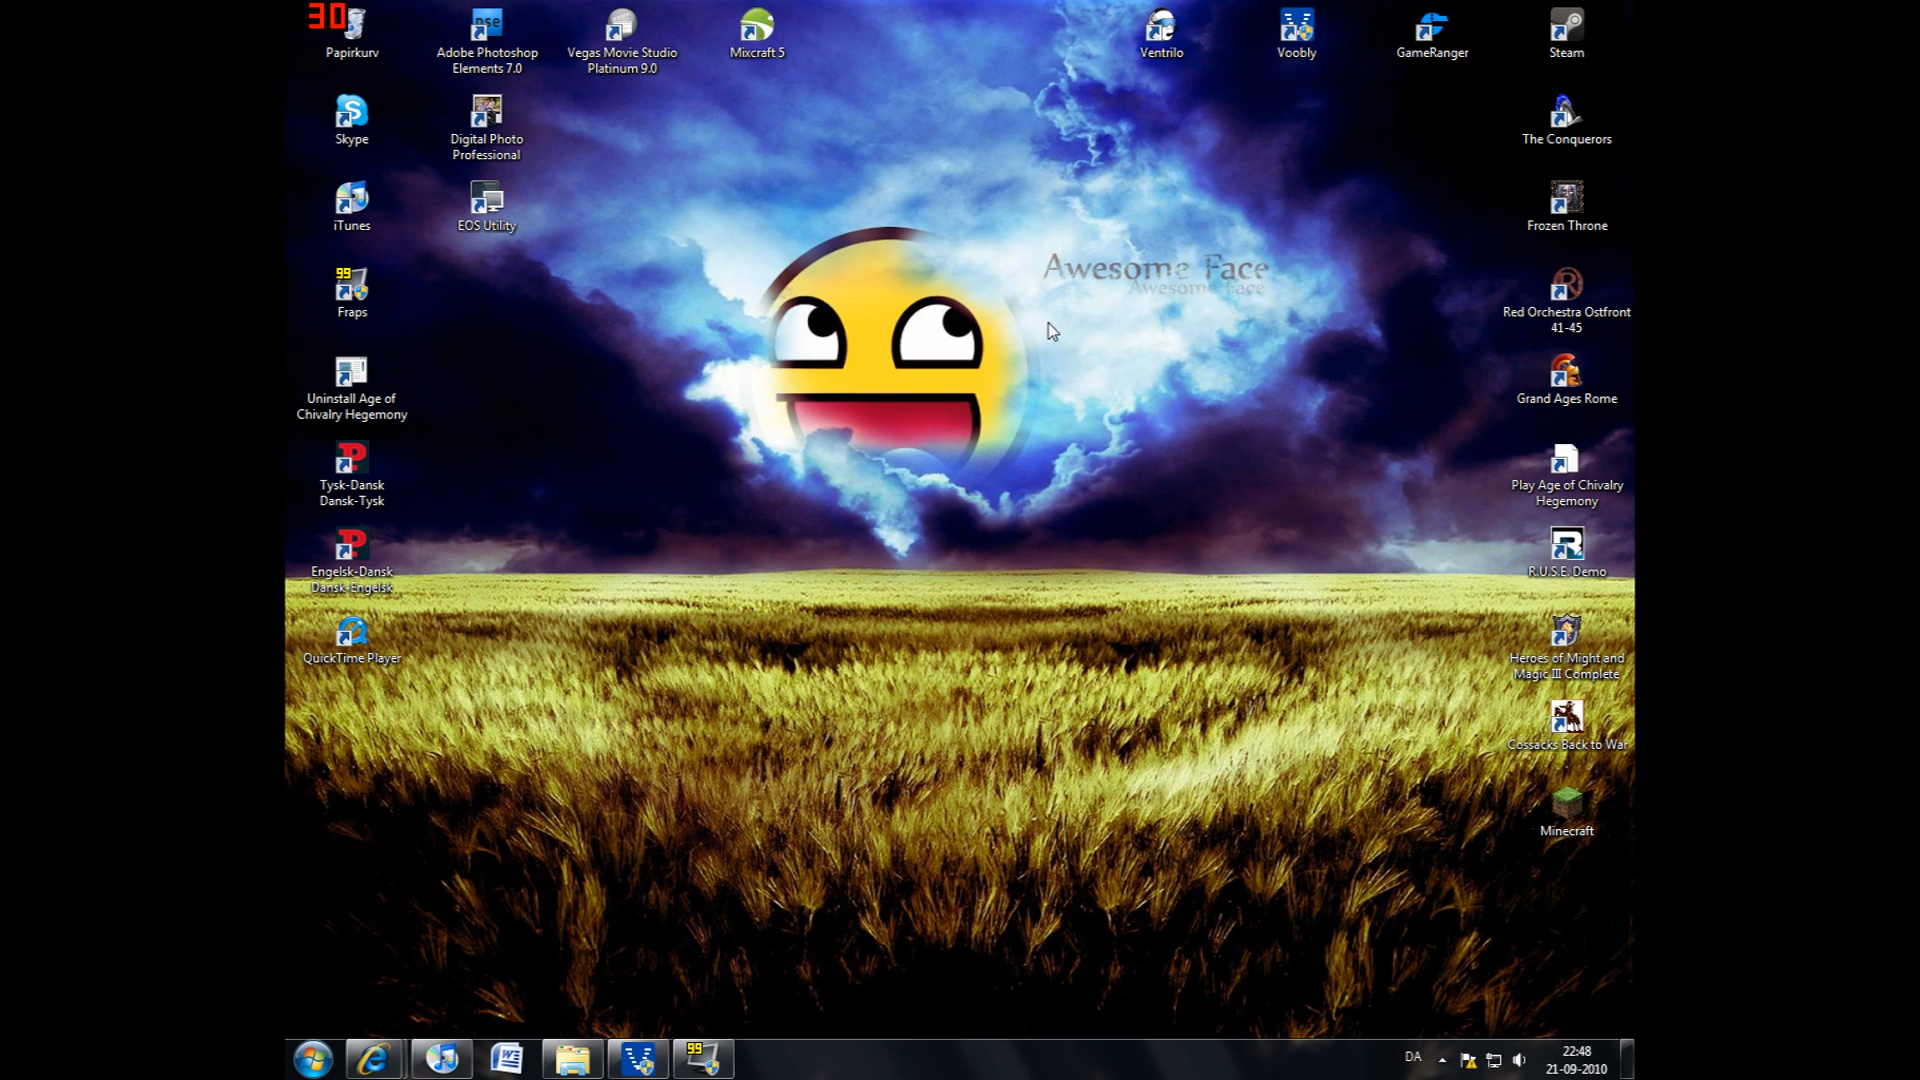 30
Papirkurv
Adobe Photoshop
Elements 7.0
pse
Vegas Movie Studio
Platinum 9.0
Mixcraft 5
Ventrilo
Voobly
GameRanger
Steam
Skype
Digital Photo
Professional
The Conquerors
iTunes
EOS Utility
Frozen Throne
Awesome Face
Awesome Face
99
Fraps
Red Orchestra Ostfront
41-45
Uninstall Age of
Chivalry Hegemony
Grand Ages Rome
Tysk-Dansk
Dansk-Tysk
Play Age of Chivalry
Hegemony
Engelsk-Dansk
Dansk-Engelsk
R.U.S.E. Demo
QuickTime Player
Heroes of Might and
Magic III Complete
Cossacks Back to War
Minecraft
99
DA
22:48
21-09-2010